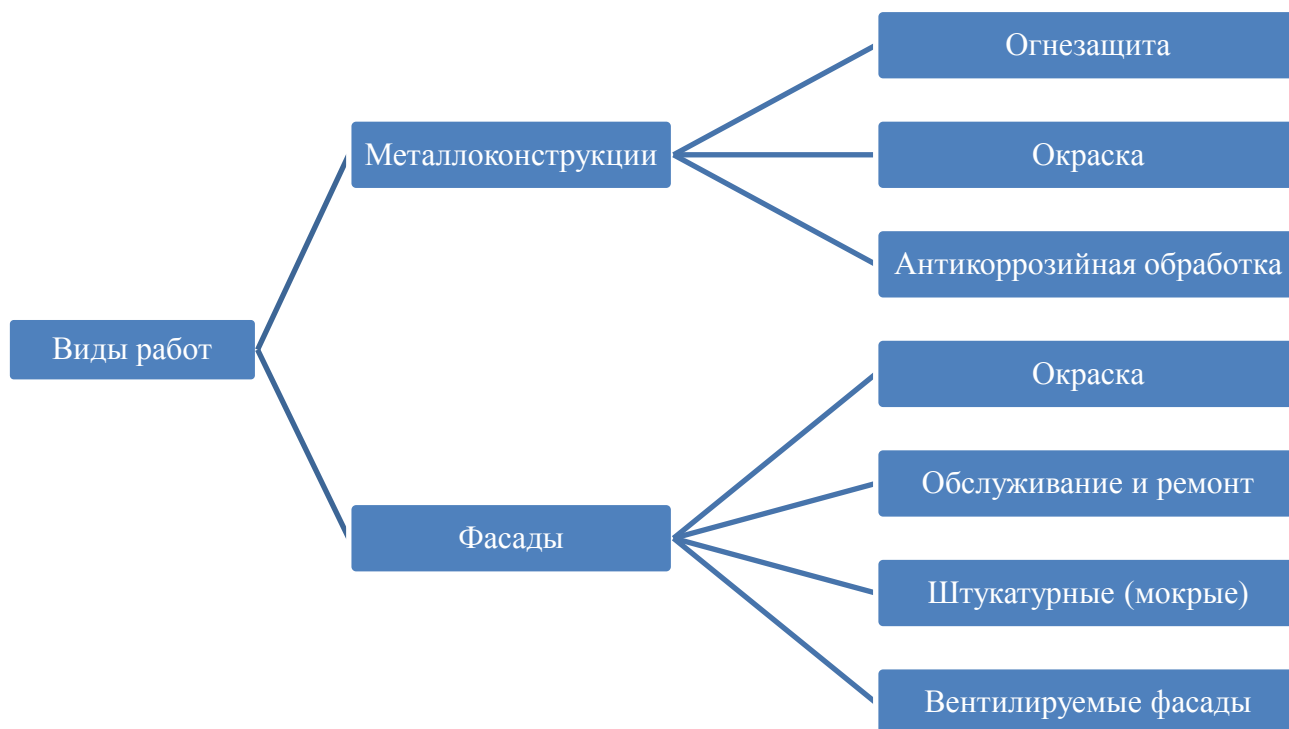 Виды работ
Металлоконструкции
Огнезащита
Окраска
Антикоррозийная обработка
Фасады
Окраска
Обслуживание и ремонт
Штукатурные (мокрые)
Вентилируемые фасады